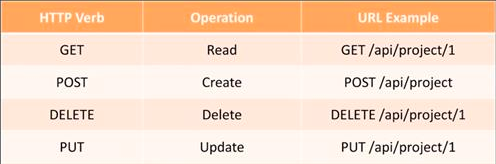 HTTP Verb Operation URL Example
GET Read GET /api/project/1
POST Create POST /api/project
DELETE Delete DELETE /api/project/1
PUT Update PUT /api/project/1